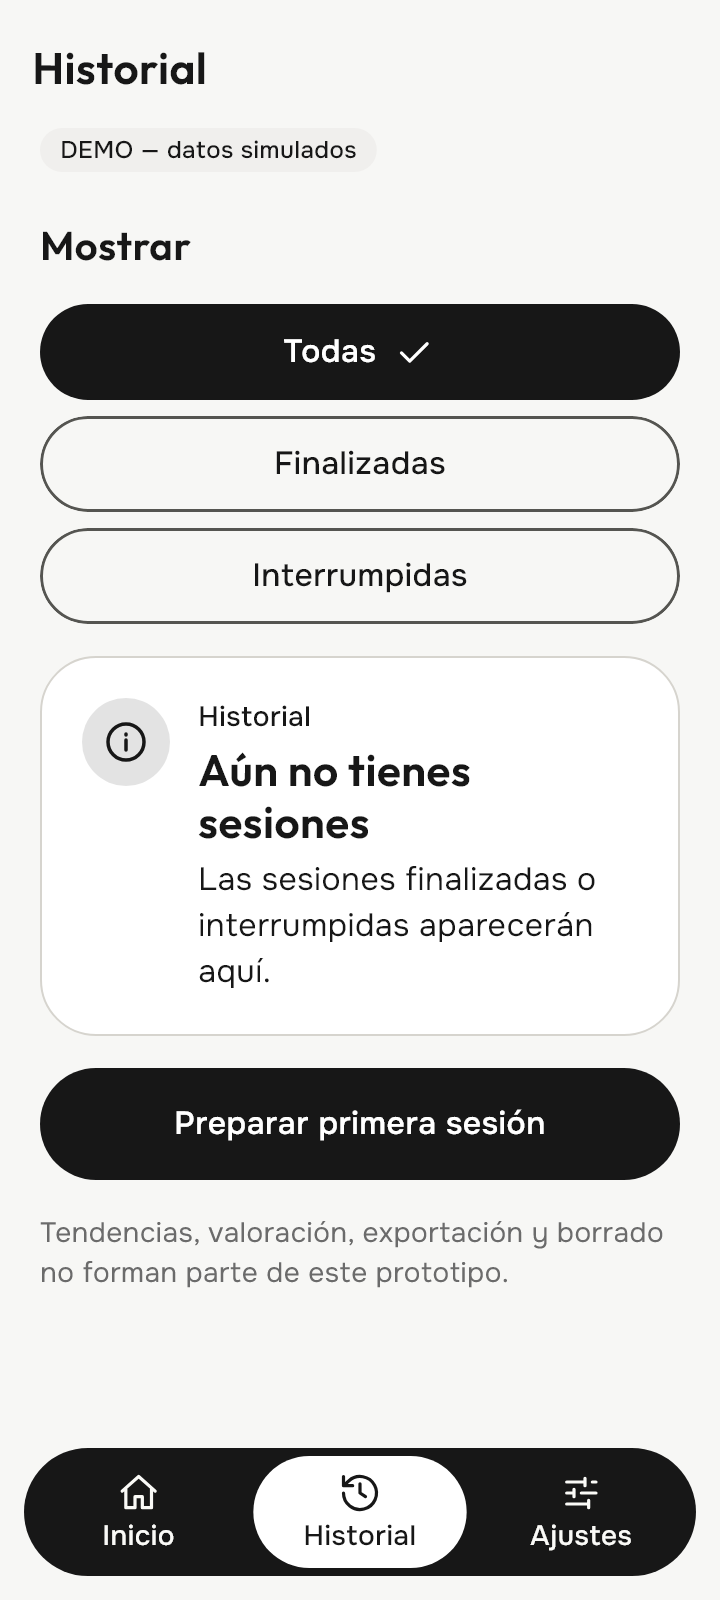 Historial
DEMO – datos simulados
Mostrar
Todas
Finalizadas
Interrumpidas
Historial
Aún no tienes
sesiones
Las sesiones finalizadas o
interrumpidas aparecerán
aquí.
Preparar primera sesión
Tendencias, valoración, exportación y borrado
no forman parte de este prototipo.
Inicio
Historial
Ajustes